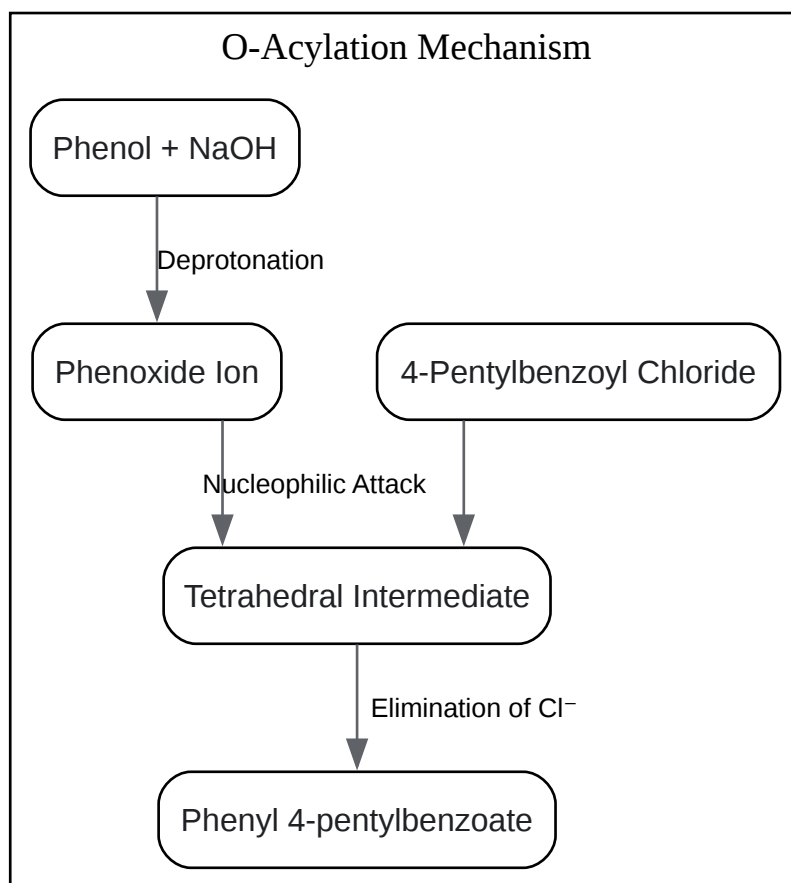 O-Acylation Mechanism
Phenol + NaOH
Deprotonation
Phenoxide Ion
4-Pentylbenzoyl Chloride
Nucleophilic Attack
Tetrahedral Intermediate
Elimination of Cl⁻
Phenyl 4-pentylbenzoate